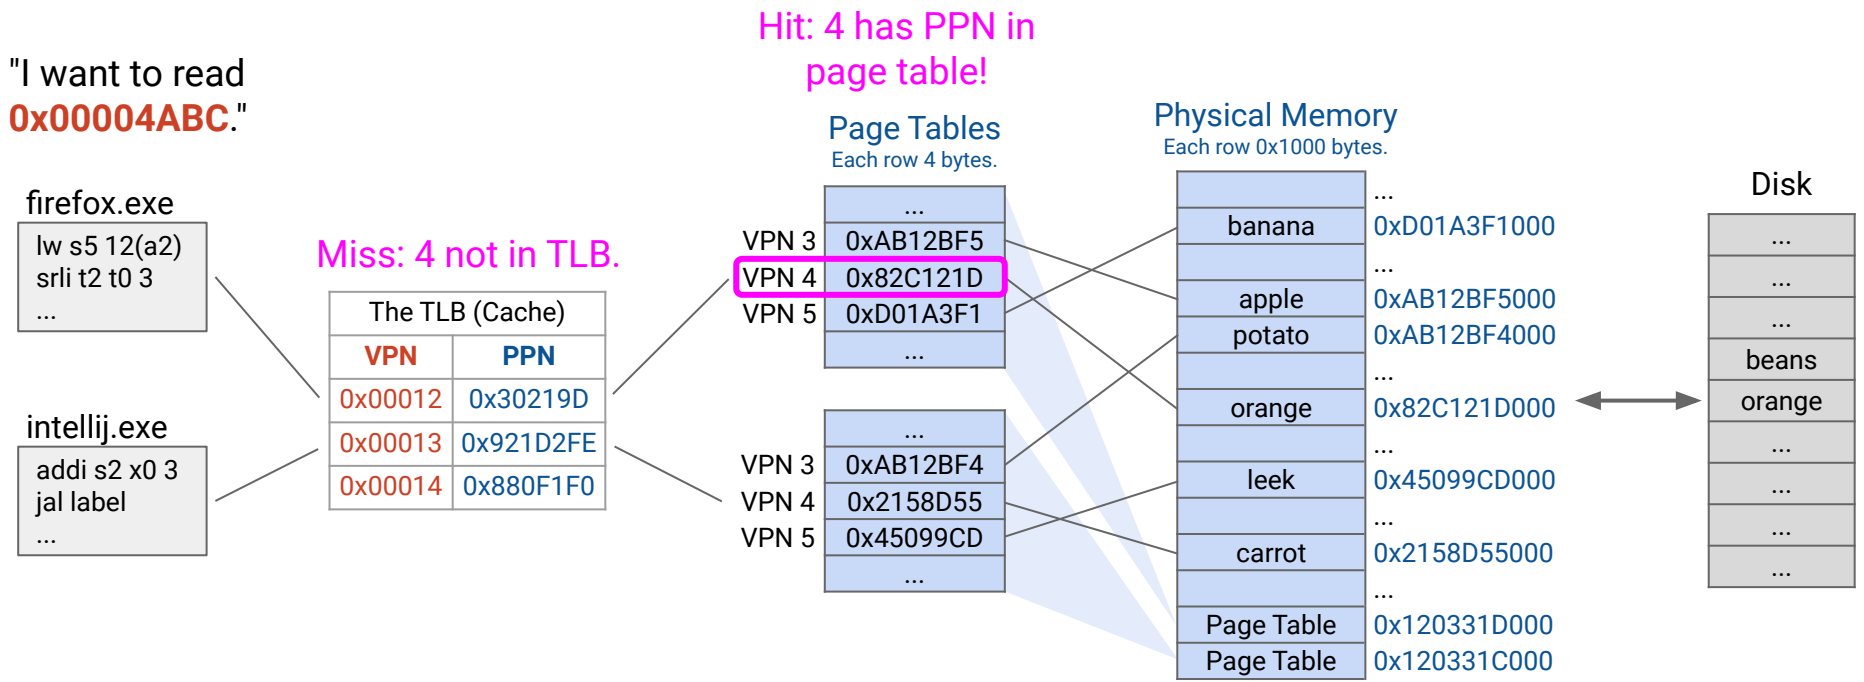 Hit: 4 has PPN in
page table!
"I want to read
0x00004ABC."
firefox.exe
lw s5 12(a2)
srli t2 t0 3
...
intellij.exe
addi s2 x0 3
jal label
...
Miss: 4 not in TLB.
The TLB (Cache)
VPN PPN
0x00012 0x30219D
0x00013 0x921D2FE
0x00014 0x880F1F0
Page Tables
Each row 4 bytes.
...
VPN 3 0xAB12BF5
VPN 4 0x82C121D
VPN 5 0xD01A3F1
...
...
VPN 3 0xAB12BF4
VPN 4 0x2158D55
VPN 5 0x45099CD
...
Physical Memory
Each row 0x1000 bytes.
...
banana 0xD01A3F1000
...
apple 0xAB12BF5000
potato 0xAB12BF4000
...
orange 0x82C121D000
...
leek 0x45099CD000
...
carrot 0x2158D55000
...
Page Table 0x120331D000
Page Table 0x120331C000
Disk
...
...
...
beans
orange
...
...
...
...